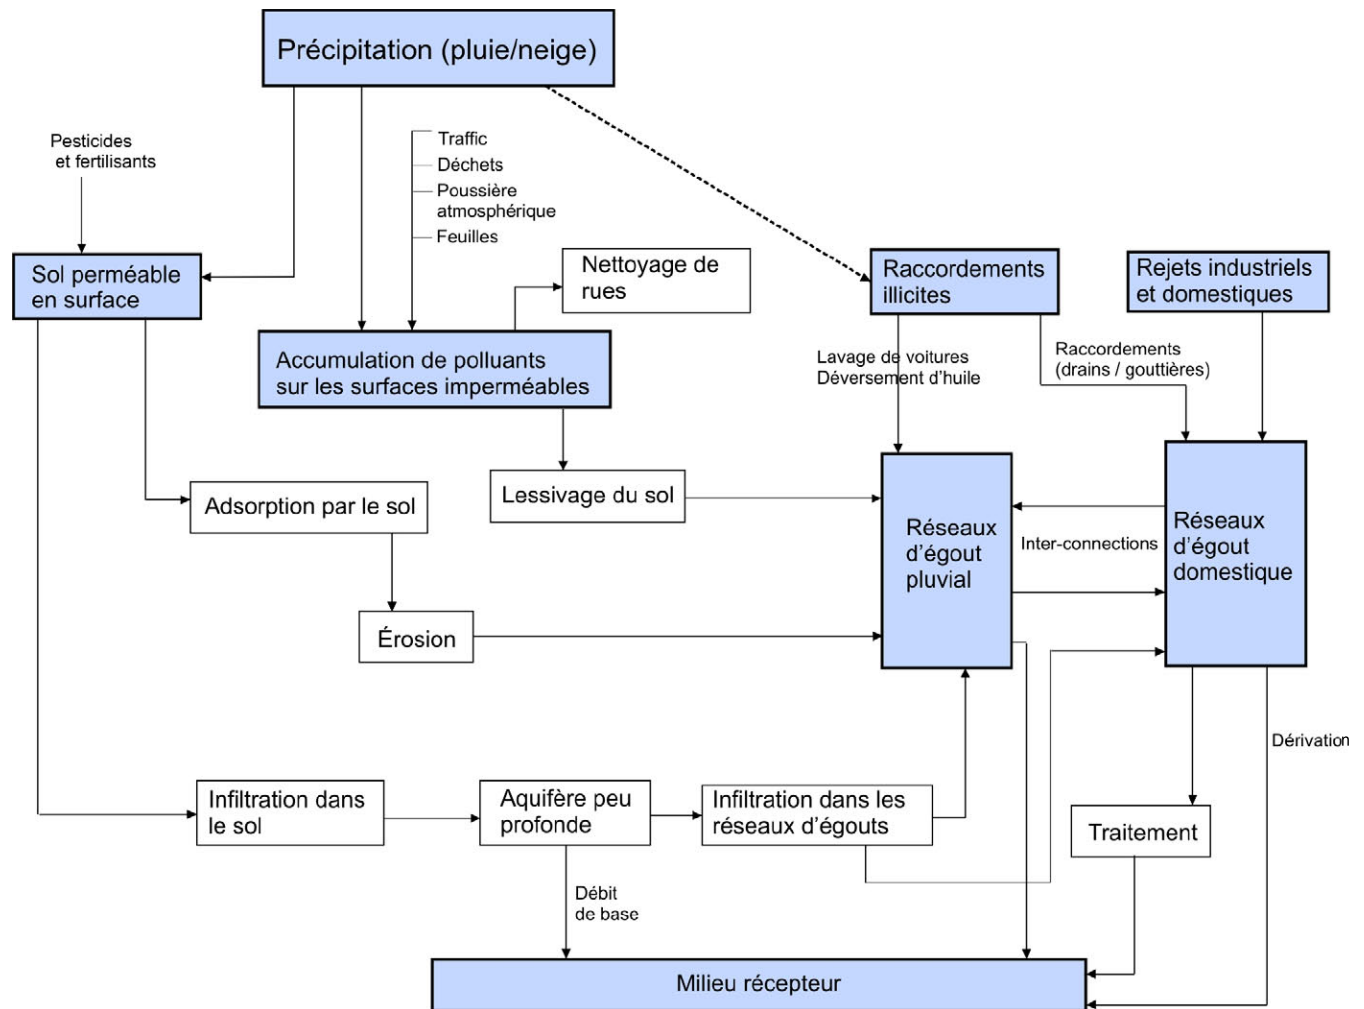 Précipitation (pluie/neige)
Pesticides
et fertilisants
Traffic
Déchets
Poussière
atmosphérique
Feuilles
Sol perméable
en surface
Nettoyage de
rues
Raccordements
illicites
Rejets industriels
et domestiques
Accumulation de polluants
sur les surfaces imperméables
Lavage de voitures
Déversement d'huile
Raccordements
(drains / gouttières)
Adsorption par le sol
Lessivage du sol
Réseaux
d'égout
pluvial
Inter-connections
Réseaux
d'égout
domestique
Érosion
Dérivation
Infiltration dans
le sol
Aquifère peu
profonde
Infiltration dans les
réseaux d'égouts
Traitement
Débit
de base
Milieu récepteur